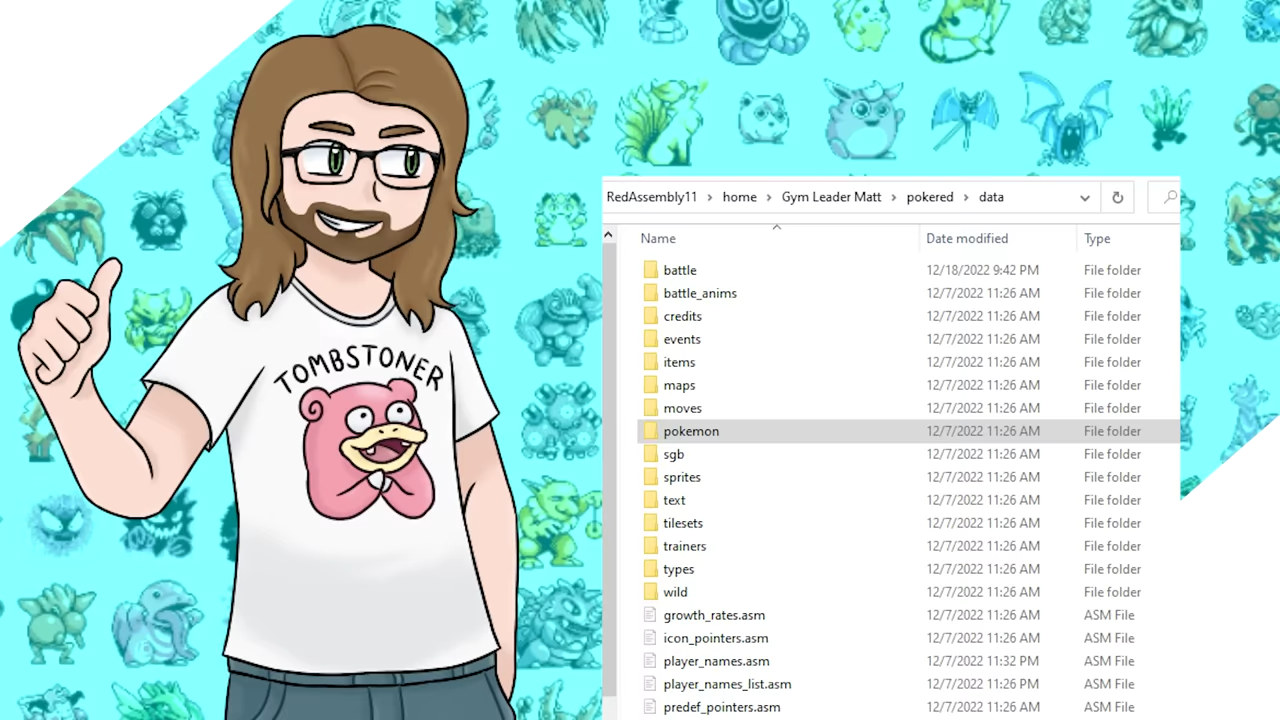 TOMBSTONER
RedAssembly11 > home > Gym Leader Matt > pokered > data
Name Date modified Type
battle 12/18/2022 9:42 PM File folder
battle_anims 12/7/2022 11:26 AM File folder
credits 12/7/2022 11:26 AM File folder
events 12/7/2022 11:26 AM File folder
items 12/7/2022 11:26 AM File folder
maps 12/7/2022 11:26 AM File folder
moves 12/7/2022 11:26 AM File folder
pokemon 12/7/2022 11:26 AM File folder
sgb 12/7/2022 11:26 AM File folder
sprites 12/7/2022 11:26 AM File folder
text 12/7/2022 11:26 AM File folder
tilesets 12/7/2022 11:26 AM File folder
trainers 12/7/2022 11:26 AM File folder
types 12/7/2022 11:26 AM File folder
wild 12/7/2022 11:26 AM File folder
growth_rates.asm 12/7/2022 11:26 AM ASM File
icon_pointers.asm 12/7/2022 11:26 AM ASM File
player_names.asm 12/7/2022 11:32 PM ASM File
player_names_list.asm 12/7/2022 11:26 PM ASM File
predef_pointers.asm 12/7/2022 11:26 AM ASM File